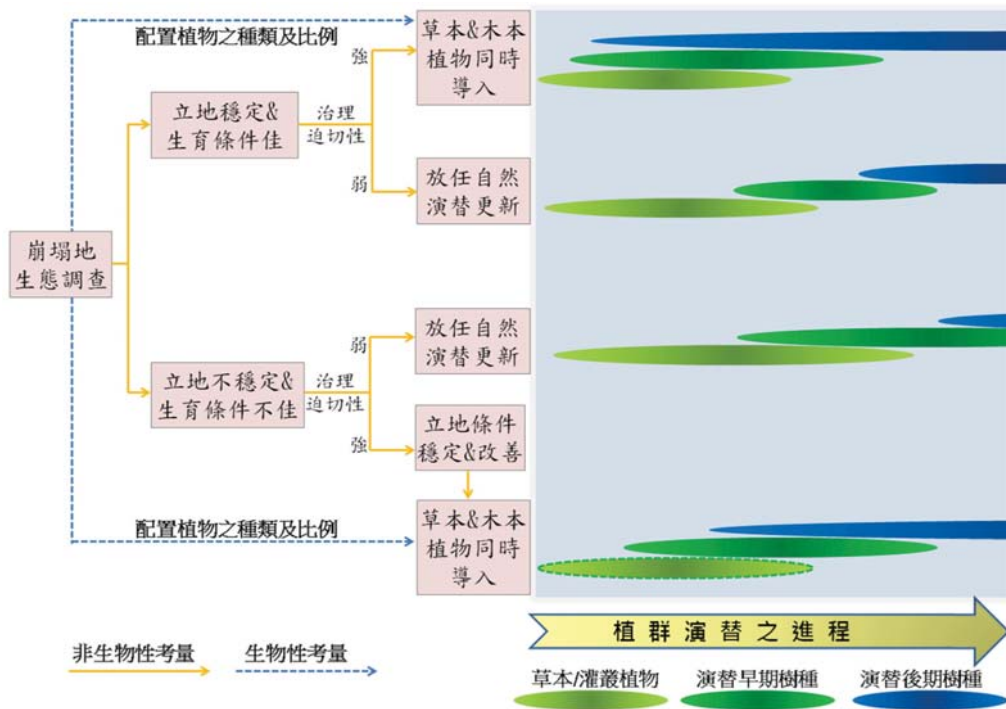 配置植物之種類及比例
強
草本&木本
植物同時
導入
立地穩定&
生育條件佳
治理
迫切性
弱
放任自然
演替更新
崩塌地
生態調查
弱
放任自然
演替更新
立地不穩定&
生育條件不佳
治理
迫切性
強
立地條件
穩定&改善
配置植物之種類及比例
草本&木本
植物同時
導入
植群演替之進程
非生物性考量
生物性考量
草本/灌叢植物
演替早期樹種
演替後期樹種